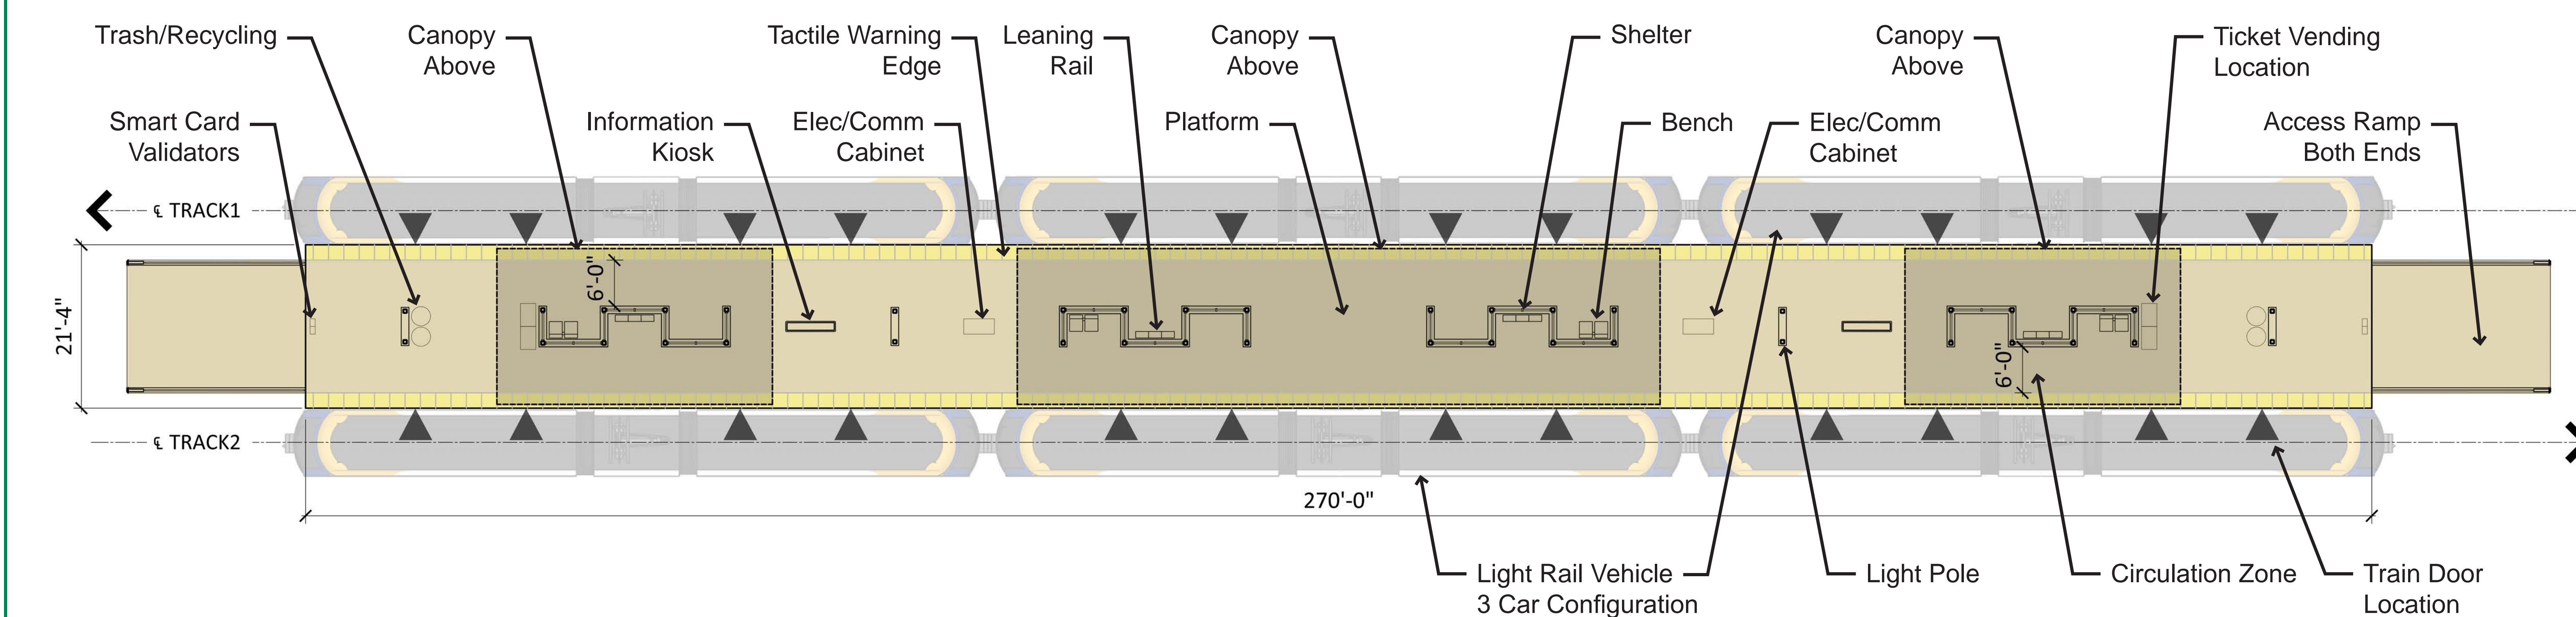 Trash/Recycling
Canopy
Above
Tactile Warning
Edge
Leaning
Rail
Canopy
Above
Shelter
Canopy
Above
Ticket Vending
Location
Smart Card
Validators
Information
Kiosk
Elec/Comm
Cabinet
Platform
Bench
Elec/Comm
Cabinet
Access Ramp
Both Ends
℄ TRACK1
6'-0"
21'-4"
6'-0"
℄ TRACK2
270'-0"
Light Rail Vehicle
3 Car Configuration
Light Pole
Circulation Zone
Train Door
Location